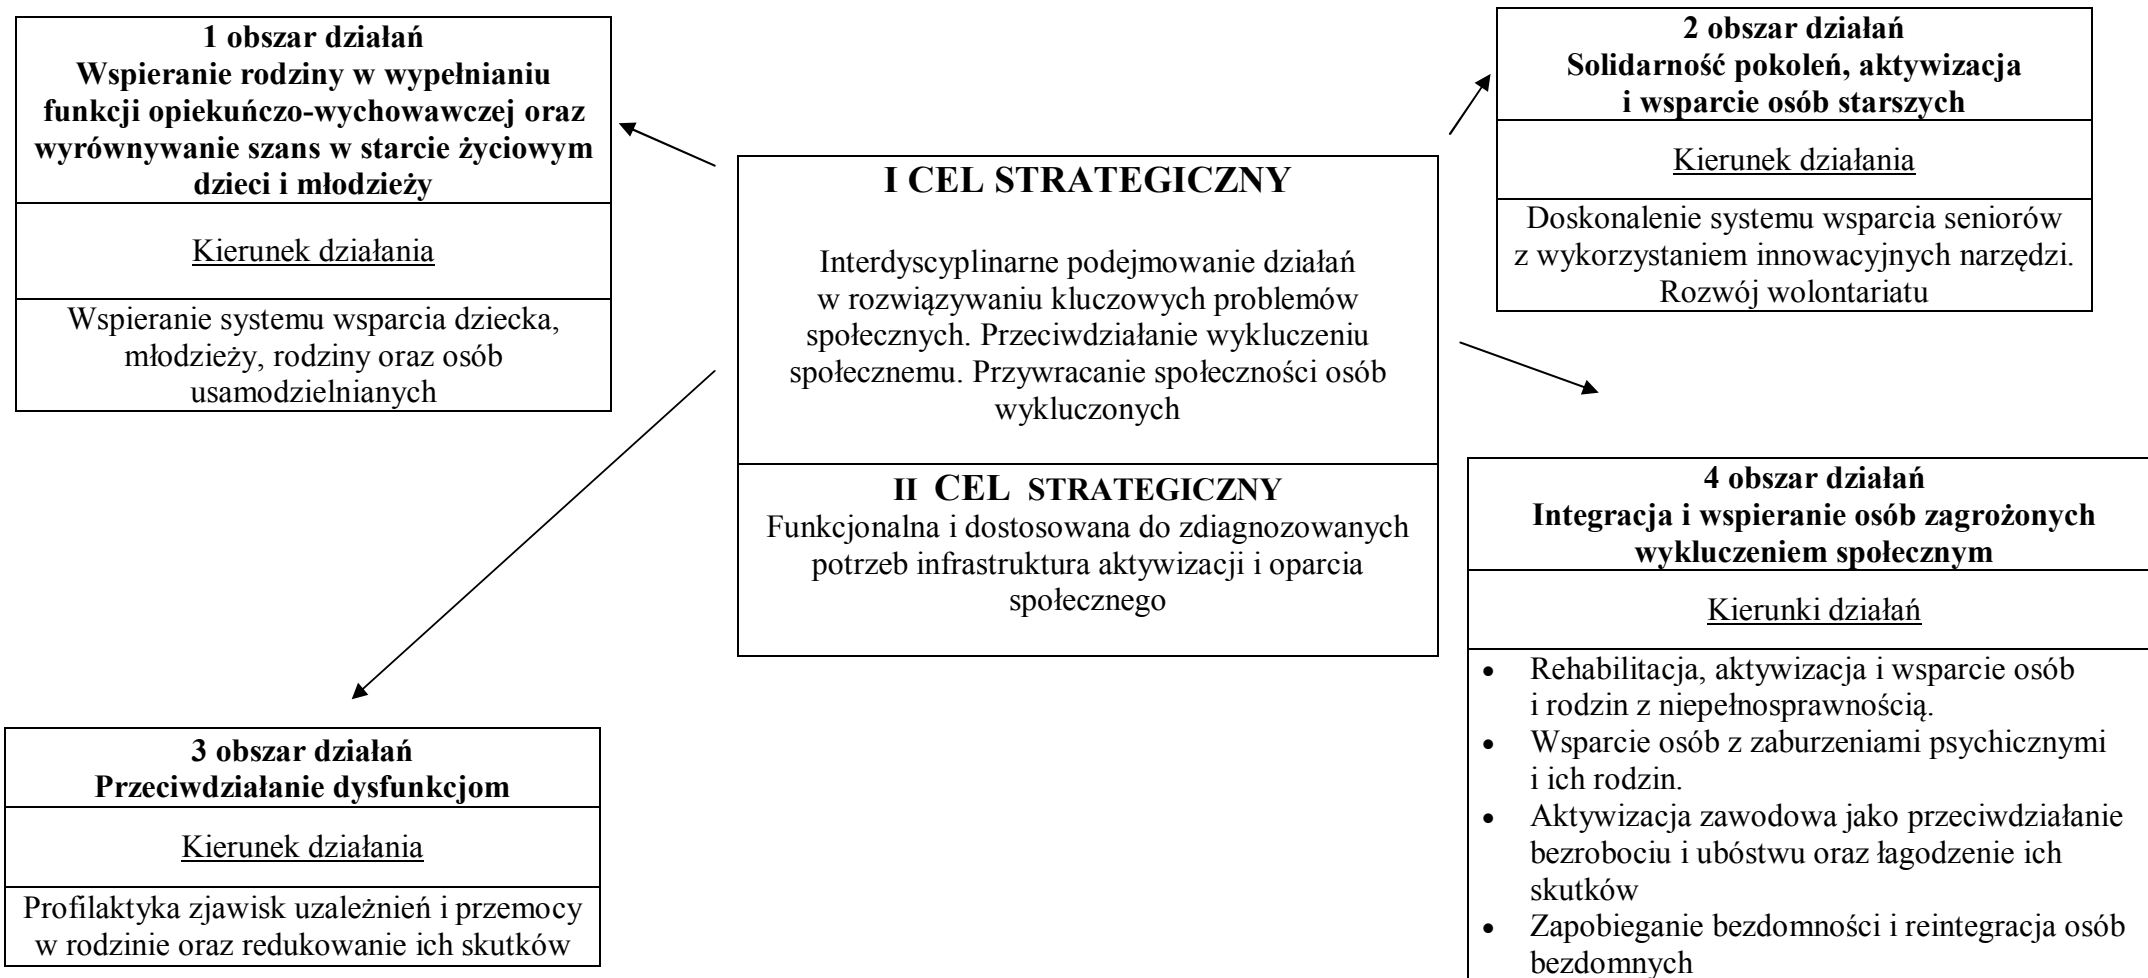 1 obszar działań
Wspieranie rodziny w wypełnianiu
funkcji opiekuńczo-wychowawczej oraz
wyrównywanie szans w starcie życiowym
dzieci i młodzieży
Kierunek działania
Wspieranie systemu wsparcia dziecka,
młodzieży, rodziny oraz osób
usamodzielnianych
2 obszar działań
Solidarność pokoleń, aktywizacja
i wsparcie osób starszych
Kierunek działania
Doskonalenie systemu wsparcia seniorów
z wykorzystaniem innowacyjnych narzędzi.
Rozwój wolontariatu
I CEL STRATEGICZNY
Interdyscyplinarne podejmowanie działań
w rozwiązywaniu kluczowych problemów
społecznych. Przeciwdziałanie wykluczeniu
społecznemu. Przywracanie społeczności osób
wykluczonych
II CEL STRATEGICZNY
Funkcjonalna i dostosowana do zdiagnozowanych
potrzeb infrastruktura aktywizacji i oparcia
społecznego
3 obszar działań
Przeciwdziałanie dysfunkcjom
Kierunek działania
Profilaktyka zjawisk uzależnień i przemocy
w rodzinie oraz redukowanie ich skutków
4 obszar działań
Integracja i wspieranie osób zagrożonych
wykluczeniem społecznym
Kierunki działań
• Rehabilitacja, aktywizacja i wsparcie osób
i rodzin z niepełnosprawnością.
• Wsparcie osób z zaburzeniami psychicznymi
i ich rodzin.
• Aktywizacja zawodowa jako przeciwdziałanie
bezrobociu i ubóstwu oraz łagodzenie ich
skutków
• Zapobieganie bezdomności i reintegracja osób
bezdomnych